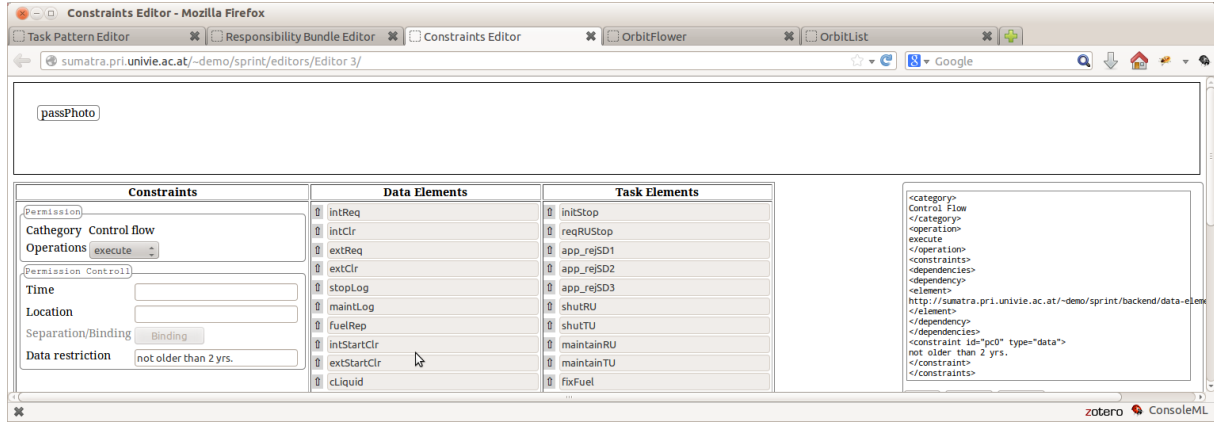 Constraints Editor - Mozilla Firefox
Task Pattern Editor
Responsibility Bundle Editor
Constraints Editor
OrbitFlower
OrbitList
sumatra.pri.univie.ac.at/~demo/sprint/editors/Editor 3/
Google
passPhoto
Constraints
Permission
Cathegory Control flow
Operations execute
Permission Controll
Time
Location
Separation/Binding Binding
Data restriction not older than 2 yrs.
Data Elements
intReq
intClr
extReq
extClr
stopLog
maintLog
fuelRep
intStartClr
extStartClr
cLiquid
Task Elements
initStop
reqRUStop
app_rejSD1
app_rejSD2
app_rejSD3
shutRU
shutTU
maintainRU
maintainTU
fixFuel
<category>
Control Flow
</category>
<operation>
execute
</operation>
<constraints>
<dependencies>
<dependency>
<element>
http://sumatra.pri.univie.ac.at/~demo/sprint/backend/data-eleme
</element>
</dependency>
</dependencies>
<constraint id="pc0" type="data">
not older than 2 yrs.
</constraint>
</constraints>
zotero ConsoleML